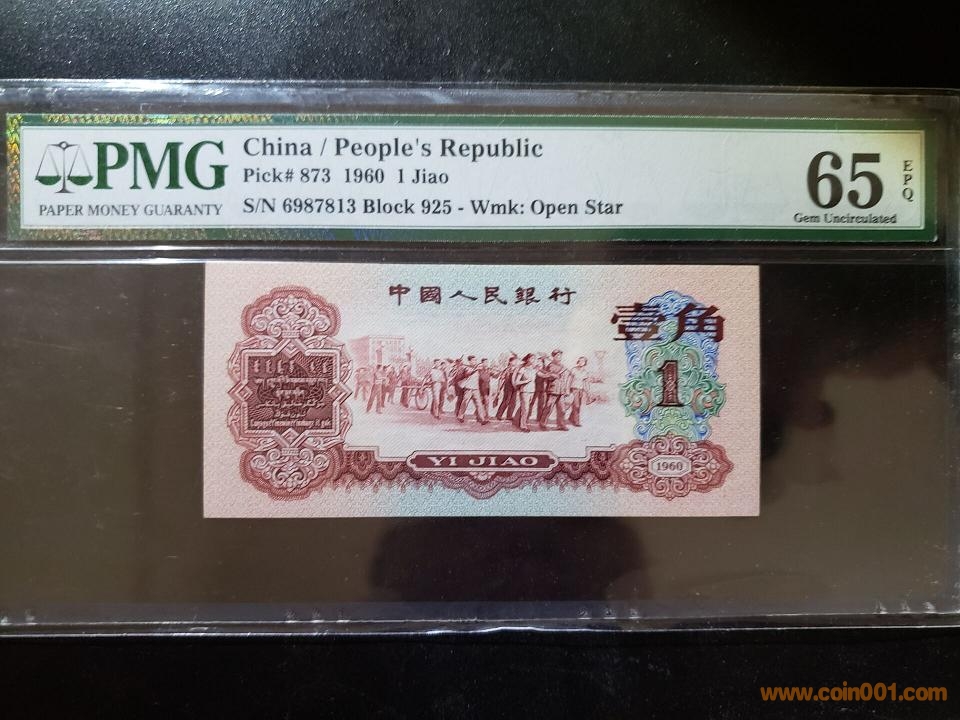 PMG
PAPER MONEY GUARANTY
China / People's Republic
Pick# 873 1960 1 Jiao
S/N 6987813 Block 925 - Wmk: Open Star
65
EPQ
Gem Uncirculated
中國人民銀行
壹角
1
YI JIAO
1960
www.coin001.com